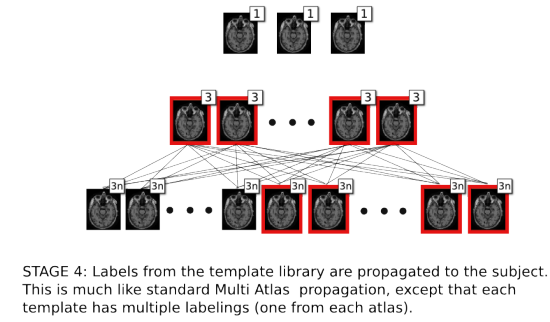 1 1 1
3 3 3 3
3n 3n 3n 3n 3n 3n 3n
STAGE 4: Labels from the template library are propagated to the subject.
This is much like standard Multi Atlas propagation, except that each
template has multiple labelings (one from each atlas).